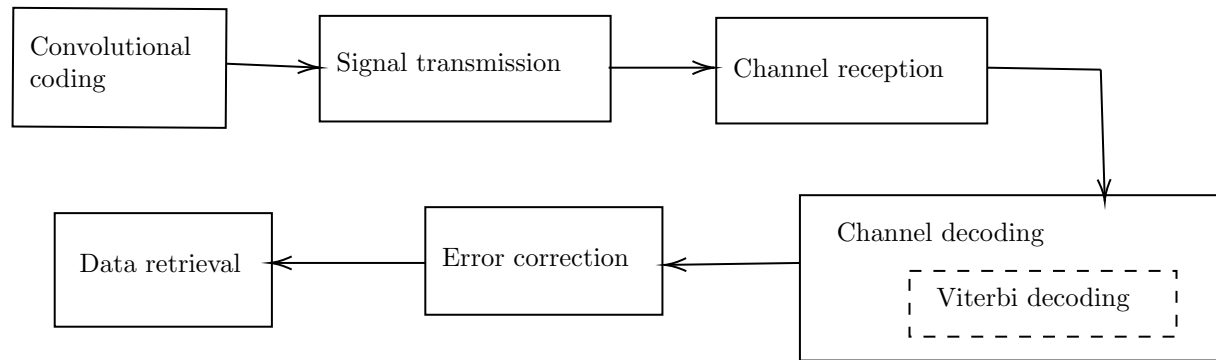 Convolutional
coding
Signal transmission
Channel reception
Channel decoding
Viterbi decoding
Error correction
Data retrieval